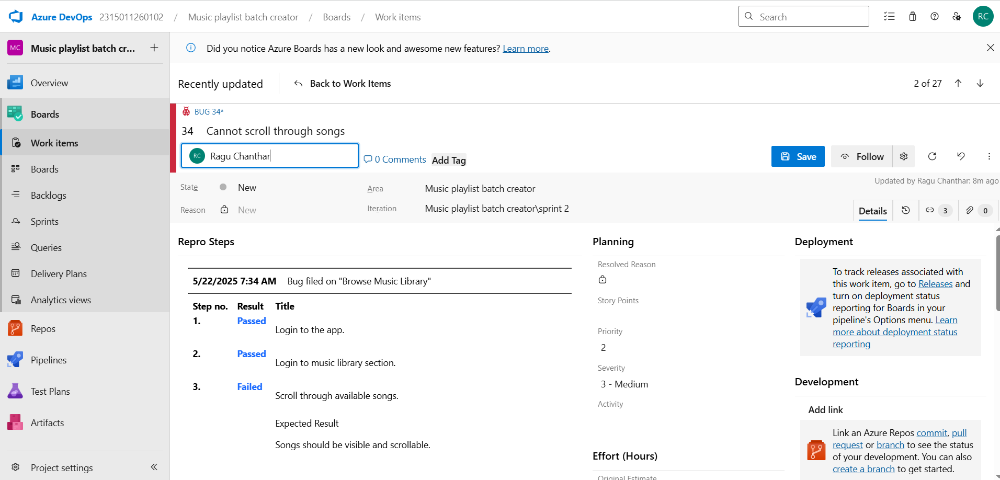 Azure DevOps 2315011260102 / Music playlist batch creator / Boards / Work items
Search
RC
MC Music playlist batch cr... +
Overview
Boards
Work items
Boards
Backlogs
Sprints
Queries
Delivery Plans
Analytics views
Repos
Pipelines
Test Plans
Artifacts
Project settings
Did you notice Azure Boards has a new look and awesome new features? Learn more.
Recently updated
Back to Work Items
2 of 27
BUG 34*
34 Cannot scroll through songs
RC Ragu Chanthar
0 Comments
Add Tag
Save
Follow
State
New
Area
Music playlist batch creator
Updated by Ragu Chanthar: 8m ago
Reason
New
Iteration
Music playlist batch creator\sprint 2
Details
3
0
Repro Steps
5/22/2025 7:34 AM Bug filed on "Browse Music Library"
Step no. Result Title
1. Passed
Login to the app.
2. Passed
Login to music library section.
3. Failed
Scroll through available songs.
Expected Result
Songs should be visible and scrollable.
Planning
Resolved Reason
Story Points
Priority
2
Severity
3 - Medium
Activity
Effort (Hours)
Original Estimate
Deployment
To track releases associated with
this work item, go to Releases and
turn on deployment status
reporting for Boards in your
pipeline's Options menu. Learn
more about deployment status
reporting
Development
Add link
Link an Azure Repos commit, pull
request or branch to see the status
of your development. You can also
create a branch to get started.